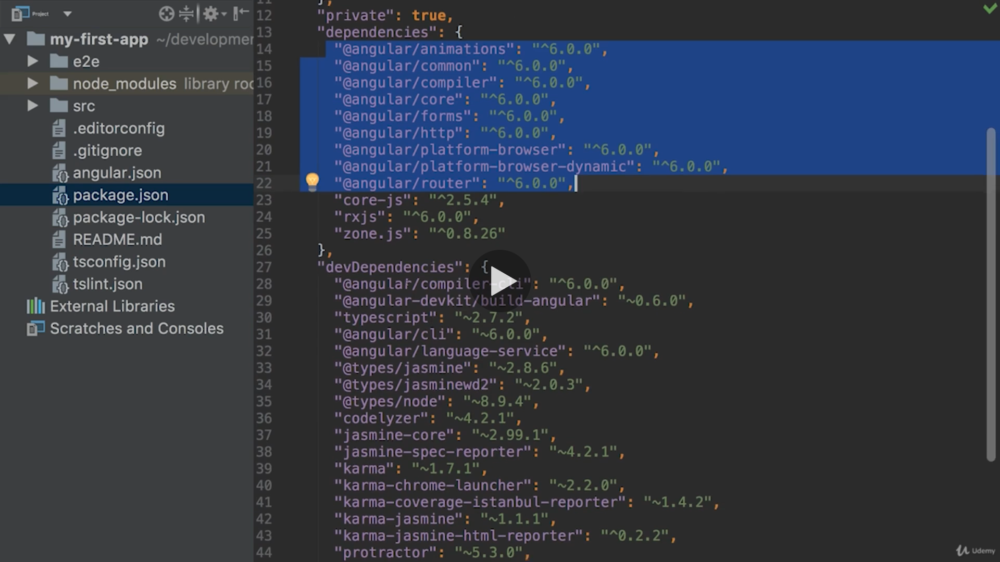 Project
my-first-app ~/developmen
e2e
node_modules library roo
src
.editorconfig
.gitignore
angular.json
package.json
package-lock.json
README.md
tsconfig.json
tslint.json
External Libraries
Scratches and Consoles
11 },
12 "private": true,
13 "dependencies": {
14 "@angular/animations": "^6.0.0",
15 "@angular/common": "^6.0.0",
16 "@angular/compiler": "^6.0.0",
17 "@angular/core": "^6.0.0",
18 "@angular/forms": "^6.0.0",
19 "@angular/http": "^6.0.0",
20 "@angular/platform-browser": "^6.0.0",
21 "@angular/platform-browser-dynamic": "^6.0.0",
22 "@angular/router": "^6.0.0",
23 "core-js": "^2.5.4",
24 "rxjs": "^6.0.0",
25 "zone.js": "^0.8.26"
26 },
27 "devDependencies": {
28 "@angular/compiler-cli": "^6.0.0",
29 "@angular-devkit/build-angular": "~0.6.0",
30 "typescript": "~2.7.2",
31 "@angular/cli": "~6.0.0",
32 "@angular/language-service": "^6.0.0",
33 "@types/jasmine": "~2.8.6",
34 "@types/jasminewd2": "~2.0.3",
35 "@types/node": "~8.9.4",
36 "codelyzer": "~4.2.1",
37 "jasmine-core": "~2.99.1",
38 "jasmine-spec-reporter": "~4.2.1",
39 "karma": "~1.7.1",
40 "karma-chrome-launcher": "~2.2.0",
41 "karma-coverage-istanbul-reporter": "~1.4.2",
42 "karma-jasmine": "~1.1.1",
43 "karma-jasmine-html-reporter": "^0.2.2",
44 "protractor": "~5.3.0",
Udemy